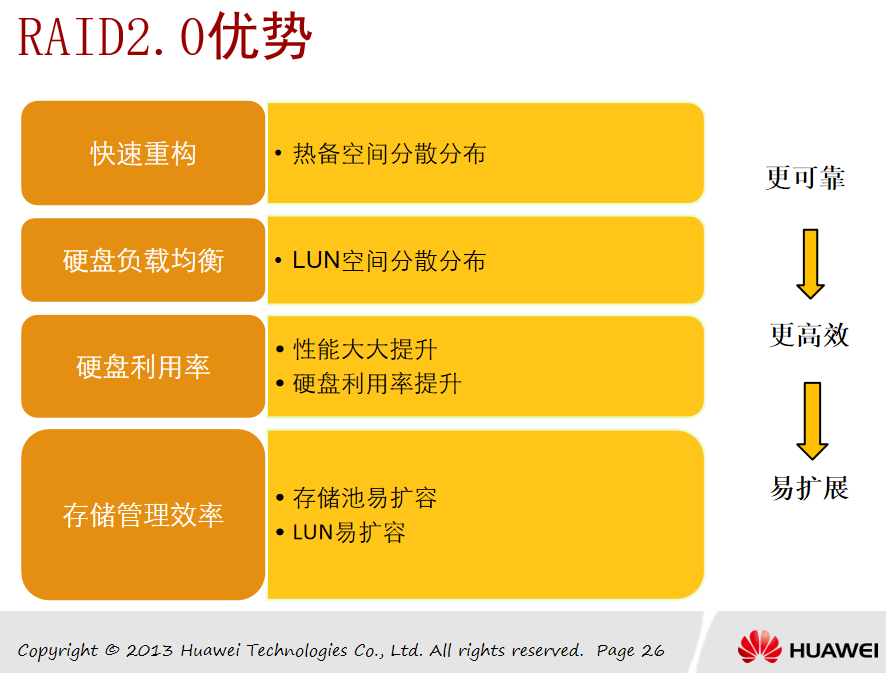 RAID2.0优势
快速重构
• 热备空间分散分布
硬盘负载均衡
• LUN空间分散分布
硬盘利用率
• 性能大大提升
• 硬盘利用率提升
存储管理效率
• 存储池易扩容
• LUN易扩容
更可靠
更高效
易扩展
Copyright © 2013 Huawei Technologies Co., Ltd. All rights reserved. Page 26
HUAWEI